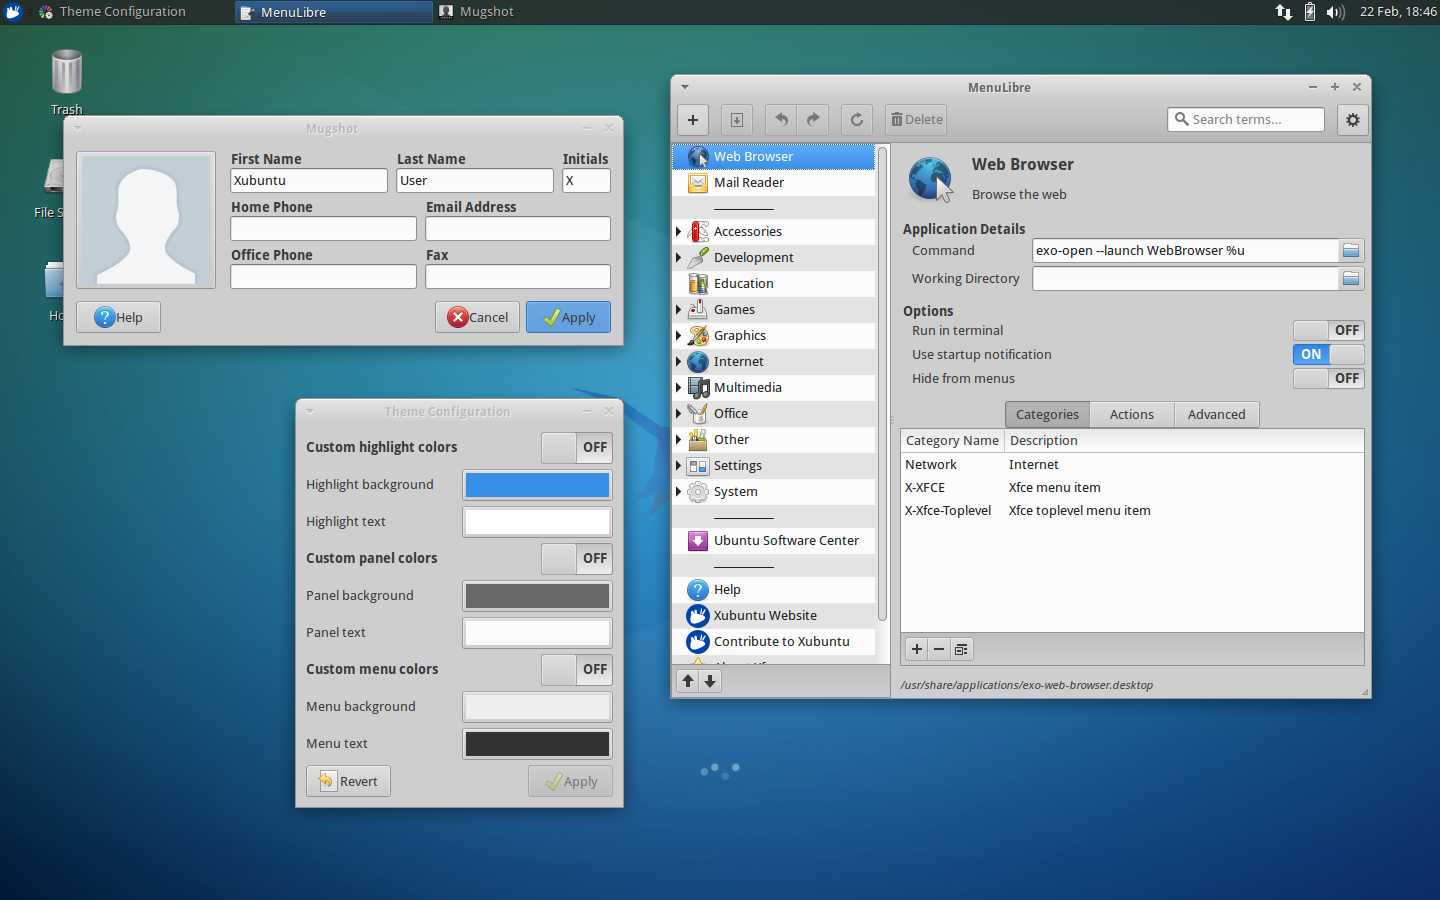 Theme Configuration
MenuLibre
Mugshot
22 Feb, 18:46
Trash
File S
Ho
Mugshot
First Name
Last Name
Initials
Xubuntu
User
X
Home Phone
Email Address
Office Phone
Fax
Help
Cancel
Apply
Theme Configuration
Custom highlight colors
OFF
Highlight background
Highlight text
Custom panel colors
OFF
Panel background
Panel text
Custom menu colors
OFF
Menu background
Menu text
Revert
Apply
MenuLibre
Delete
Search terms...
Web Browser
Mail Reader
Accessories
Development
Education
Games
Graphics
Internet
Multimedia
Office
Other
Settings
System
Ubuntu Software Center
Help
Xubuntu Website
Contribute to Xubuntu
Web Browser
Browse the web
Application Details
Command
exo-open --launch WebBrowser %u
Working Directory
Options
Run in terminal
OFF
Use startup notification
ON
Hide from menus
OFF
Categories
Actions
Advanced
Category Name
Description
Network
Internet
X-XFCE
Xfce menu item
X-Xfce-Toplevel
Xfce toplevel menu item
/usr/share/applications/exo-web-browser.desktop